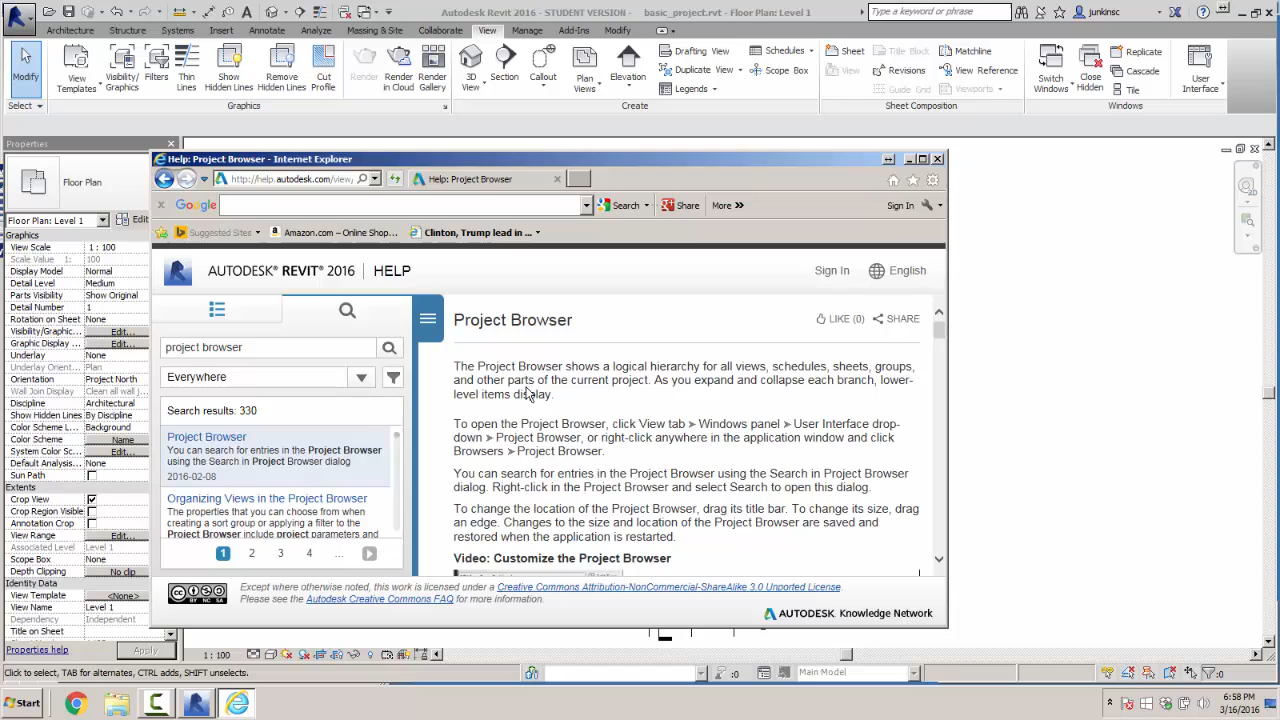 Autodesk Revit 2016 - STUDENT VERSION - basic_project.rvt - Floor Plan: Level 1
Type a keyword or phrase
junkinsc
Architecture Structure Systems Insert Annotate Analyze Massing & Site Collaborate View Manage Add-Ins Modify
Modify
View Templates
Visibility/ Graphics
Filters
Thin Lines
Show Hidden Lines
Remove Hidden Lines
Cut Profile
Render
Render in Cloud
Render Gallery
3D View
Section
Callout
Plan Views
Elevation
Drafting View
Duplicate View
Legends
Schedules
Scope Box
Sheet
View
Title Block
Revisions
Guide Grid
Matchline
View Reference
Viewports
Switch Windows
Close Hidden
Replicate
Cascade
Tile
User Interface
Select
Graphics
Create
Sheet Composition
Windows
Properties
Floor Plan
Floor Plan: Level 1
Edit
Graphics
View Scale 1 : 100
Scale Value 1: 100
Display Model Normal
Detail Level Medium
Parts Visibility Show Original
Detail Number 1
Rotation on Sheet None
Visibility/Graphic... Edit...
Graphic Display ... Edit...
Underlay None
Underlay Orient... Plan
Orientation Project North
Wall Join Display Clean all wall j
Discipline Architectural
Show Hidden Lines By Discipline
Color Scheme L... Background
Color Scheme Name
System Color Sc... Edit...
Default Analysis... None
Sun Path
Extents
Crop View
Crop Region Visible
Annotation Crop
View Range Edit...
Associated Level Level 1
Scope Box None
Depth Clipping No clip
Identity Data
View Template <None>
View Name Level 1
Dependency Independent
Title on Sheet
Properties help
Apply
Help: Project Browser - Internet Explorer
http://help.autodesk.com/view,
Help: Project Browser
Google
Search
Share
More »
Sign In
Suggested Sites
Amazon.com – Online Shop...
Clinton, Trump lead in ...
AUTODESK® REVIT® 2016 | HELP
Sign In
English
project browser
Everywhere
Search results: 330
Project Browser
You can search for entries in the Project Browser
using the Search in Project Browser dialog
2016-02-08
Organizing Views in the Project Browser
The properties that you can choose from when
creating a sort group or applying a filter to the
Project Browser include project parameters and
1 2 3 4 ...
Project Browser
LIKE (0)
SHARE
The Project Browser shows a logical hierarchy for all views, schedules, sheets, groups,
and other parts of the current project. As you expand and collapse each branch, lower-
level items display.
To open the Project Browser, click View tab ➤ Windows panel ➤ User Interface drop-
down ➤ Project Browser, or right-click anywhere in the application window and click
Browsers ➤ Project Browser.
You can search for entries in the Project Browser using the Search in Project Browser
dialog. Right-click in the Project Browser and select Search to open this dialog.
To change the location of the Project Browser, drag its title bar. To change its size, drag
an edge. Changes to the size and location of the Project Browser are saved and
restored when the application is restarted.
Video: Customize the Project Browser
Except where otherwise noted, this work is licensed under a Creative Commons Attribution-NonCommercial-ShareAlike 3.0 Unported License.
Please see the Autodesk Creative Commons FAQ for more information.
AUTODESK Knowledge Network
1 : 100
Click to select, TAB for alternates, CTRL adds, SHIFT unselects.
:0
Main Model
:0
Start
6:58 PM
3/16/2016